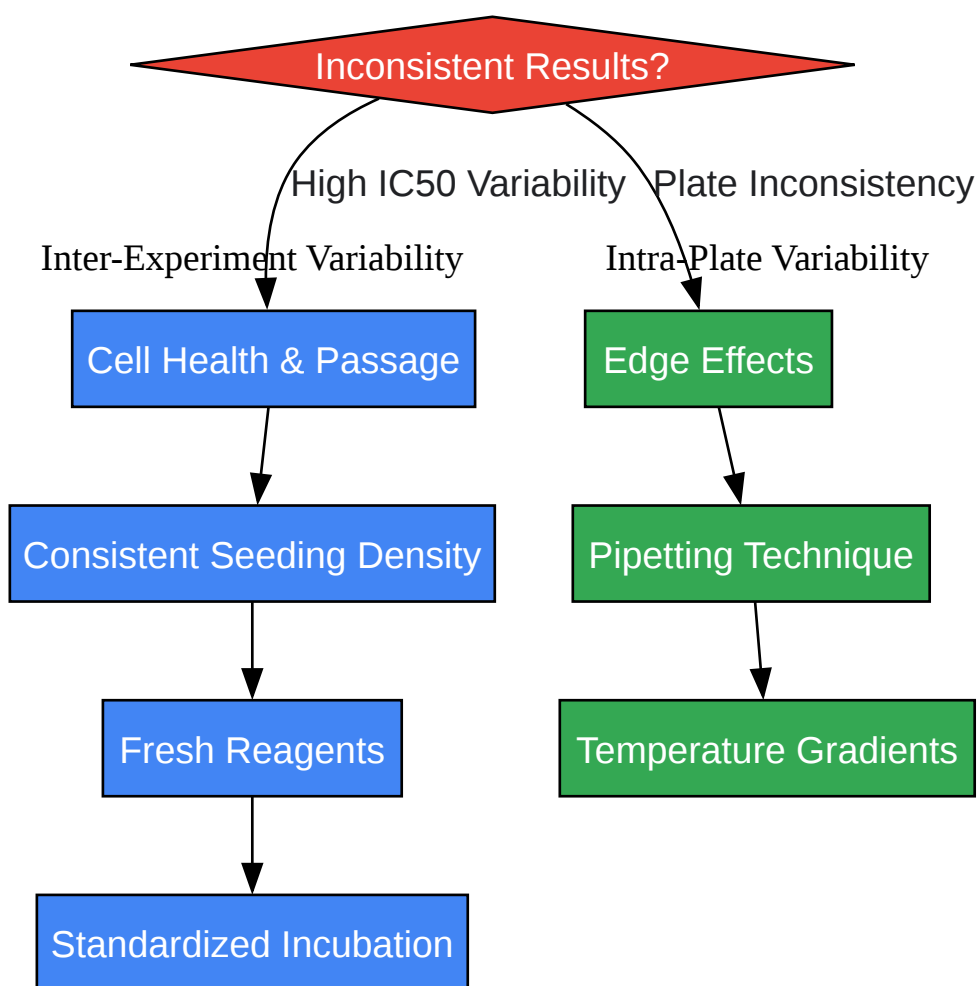 Inconsistent Results?
High IC50 Variability
Plate Inconsistency
Inter-Experiment Variability
Intra-Plate Variability
Cell Health & Passage
Edge Effects
Consistent Seeding Density
Pipetting Technique
Fresh Reagents
Temperature Gradients
Standardized Incubation